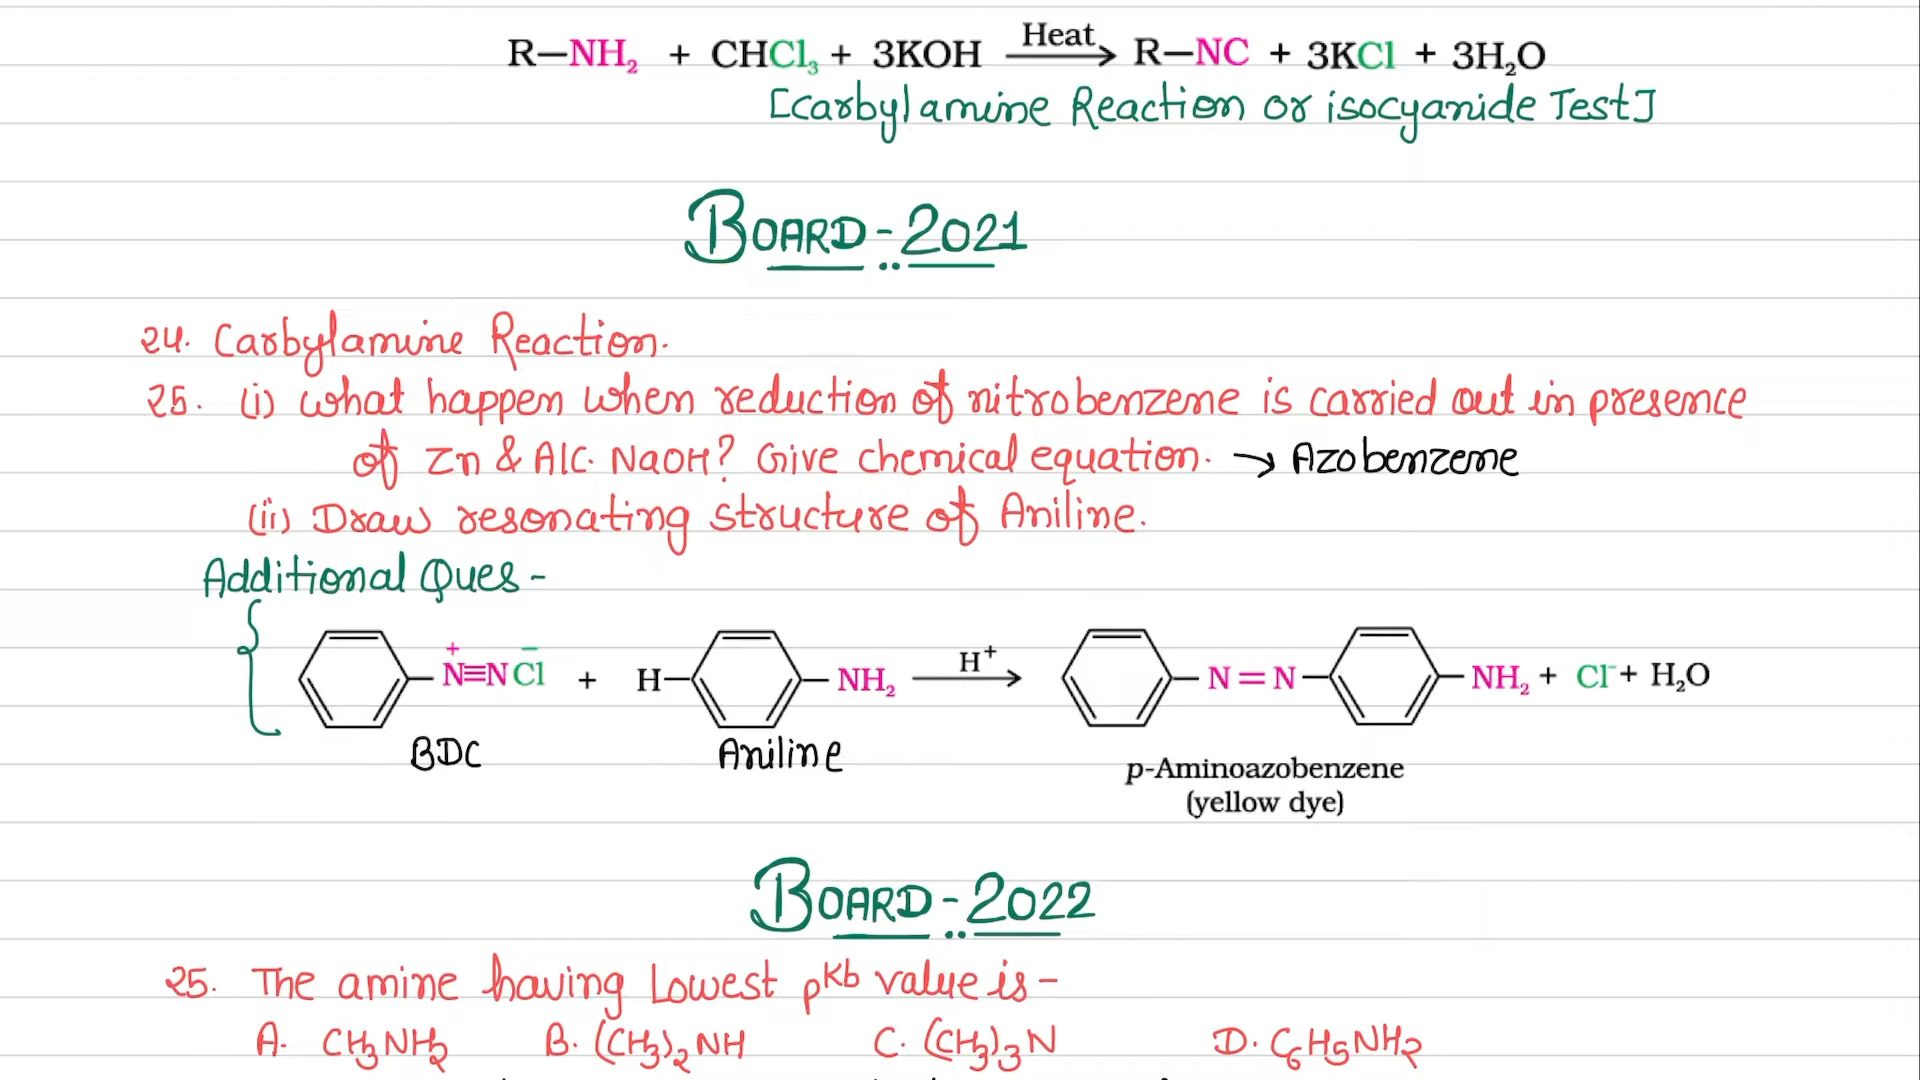 R—NH₂ + CHCl₃ + 3KOH Heat→ R—NC + 3KCl + 3H₂O
[Carbylamine Reaction or isocyanide Test]
BOARD-2021
24. Carbylamine Reaction.
25. (i) What happen when reduction of nitrobenzene is carried out in presence
of Zn & Alc. NaOH? Give chemical equation. → Azobenzene
(ii) Draw resonating structure of Aniline.
Additional Ques -
N⁺≡NCl⁻ + H— —NH₂ H⁺→ —N=N— —NH₂ + Cl⁻ + H₂O
BDC Aniline
p-Aminoazobenzene
(yellow dye)
BOARD-2022
25. The amine having Lowest pKb value is -
A. CH₃NH₂ B. (CH₃)₂NH C. (CH₃)₃N D. C₆H₅NH₂